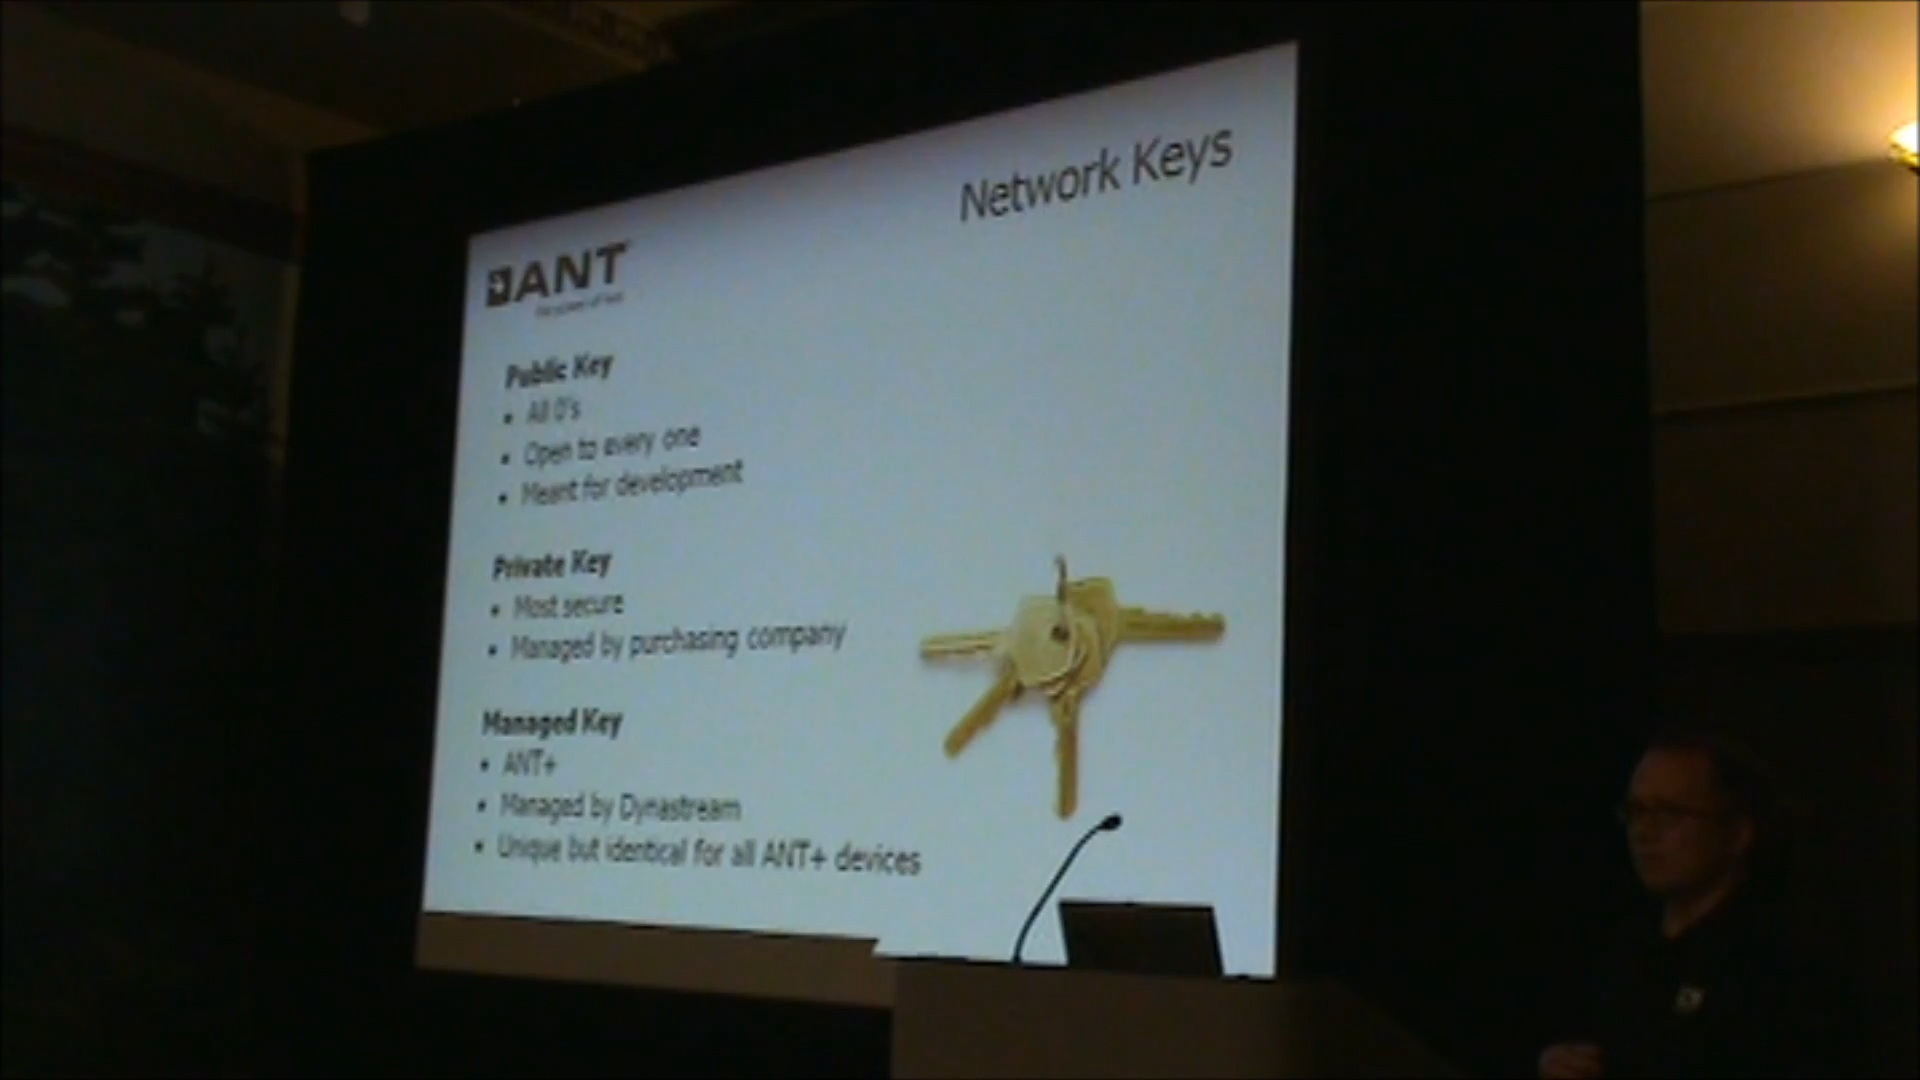 Network Keys
ANT
Public Key
• All 0's
• Open to every one
• Meant for development
Private Key
• Most secure
• Managed by purchasing company
Managed Key
• ANT+
• Managed by Dynastream
• Unique but identical for all ANT+ devices